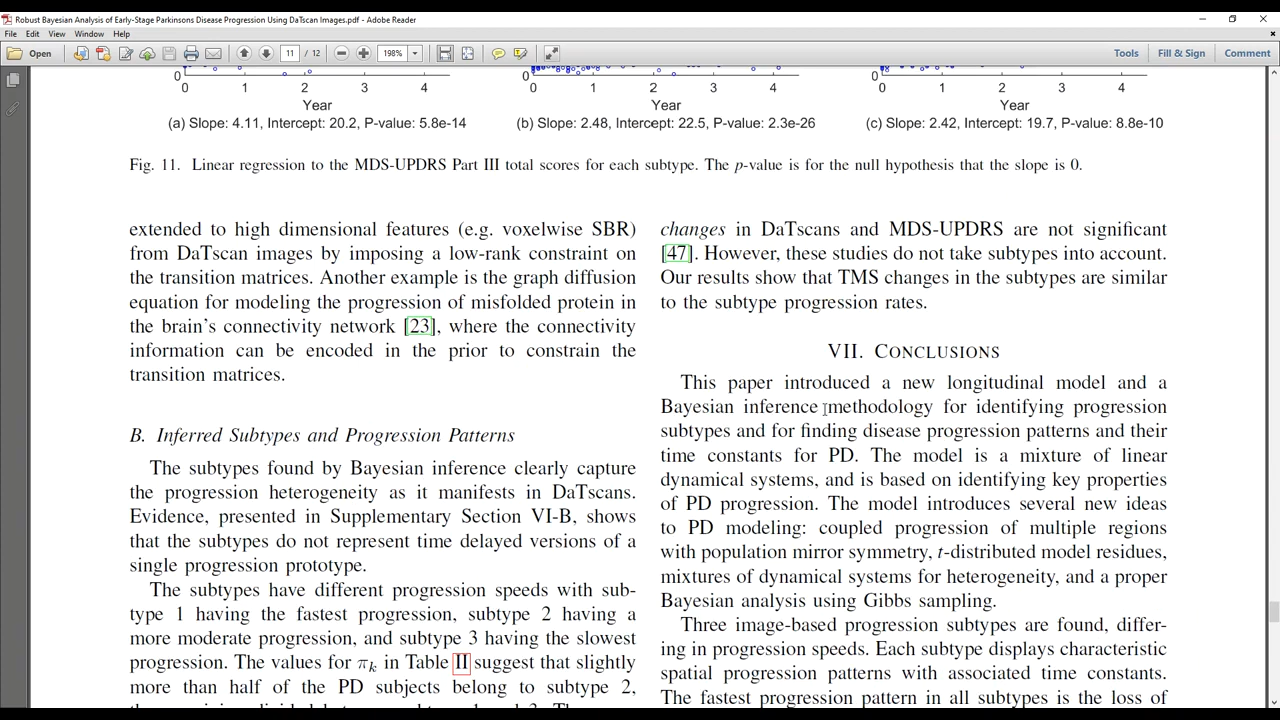 Robust Bayesian Analysis of Early-Stage Parkinsons Disease Progression Using DaTscan Images.pdf - Adobe Reader
File Edit View Window Help
Open 11 / 12 198% Tools Fill & Sign Comment
0 0 0
0 1 2 3 4 0 1 2 3 4 0 1 2 3 4
Year Year Year
(a) Slope: 4.11, Intercept: 20.2, P-value: 5.8e-14 (b) Slope: 2.48, Intercept: 22.5, P-value: 2.3e-26 (c) Slope: 2.42, Intercept: 19.7, P-value: 8.8e-10
Fig. 11. Linear regression to the MDS-UPDRS Part III total scores for each subtype. The p-value is for the null hypothesis that the slope is 0.
extended to high dimensional features (e.g. voxelwise SBR)
from DaTscan images by imposing a low-rank constraint on
the transition matrices. Another example is the graph diffusion
equation for modeling the progression of misfolded protein in
the brain's connectivity network [23], where the connectivity
information can be encoded in the prior to constrain the
transition matrices.
B. Inferred Subtypes and Progression Patterns
The subtypes found by Bayesian inference clearly capture
the progression heterogeneity as it manifests in DaTscans.
Evidence, presented in Supplementary Section VI-B, shows
that the subtypes do not represent time delayed versions of a
single progression prototype.
The subtypes have different progression speeds with sub-
type 1 having the fastest progression, subtype 2 having a
more moderate progression, and subtype 3 having the slowest
progression. The values for πk in Table II suggest that slightly
more than half of the PD subjects belong to subtype 2,
changes in DaTscans and MDS-UPDRS are not significant
[47]. However, these studies do not take subtypes into account.
Our results show that TMS changes in the subtypes are similar
to the subtype progression rates.
VII. CONCLUSIONS
This paper introduced a new longitudinal model and a
Bayesian inference methodology for identifying progression
subtypes and for finding disease progression patterns and their
time constants for PD. The model is a mixture of linear
dynamical systems, and is based on identifying key properties
of PD progression. The model introduces several new ideas
to PD modeling: coupled progression of multiple regions
with population mirror symmetry, t-distributed model residues,
mixtures of dynamical systems for heterogeneity, and a proper
Bayesian analysis using Gibbs sampling.
Three image-based progression subtypes are found, differ-
ing in progression speeds. Each subtype displays characteristic
spatial progression patterns with associated time constants.
The fastest progression pattern in all subtypes is the loss of